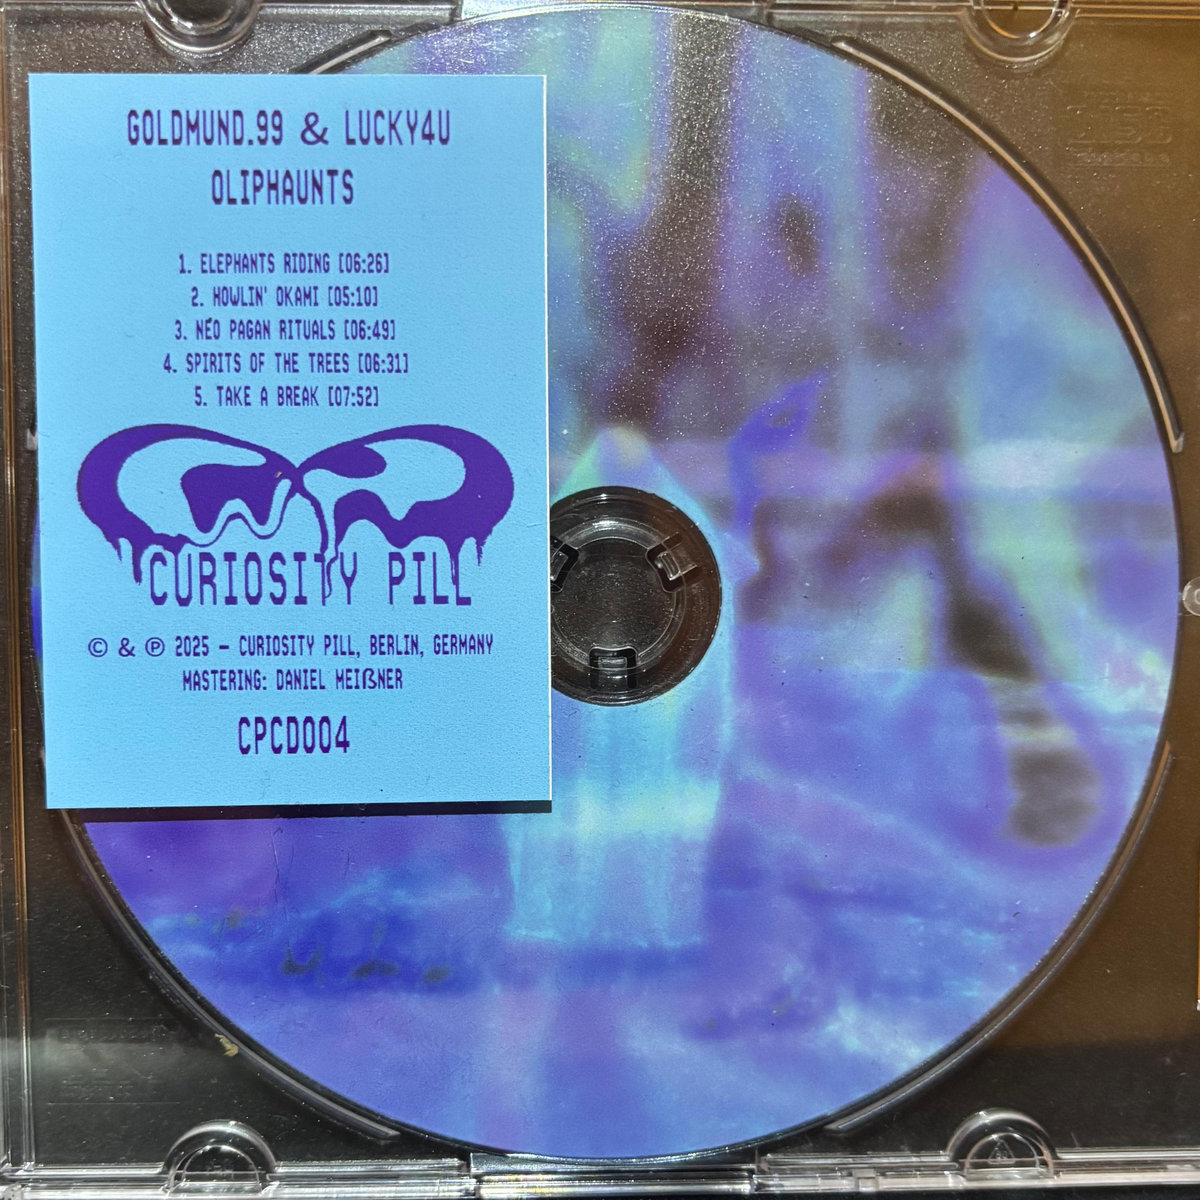 GOLDMUND.99 & LUCKY4U
OLIPHAUNTS
1. ELEPHANTS RIDING [06:26]
2. HOWLIN' OKAMI [05:10]
3. NÉO PAGAN RITUALS [06:49]
4. SPIRITS OF THE TREES [06:31]
5. TAKE A BREAK [07:52]
CURIOSITY PILL
© & ℗ 2025 – CURIOSITY PILL, BERLIN, GERMANY
MASTERING: DANIEL MEIßNER
CPCD004